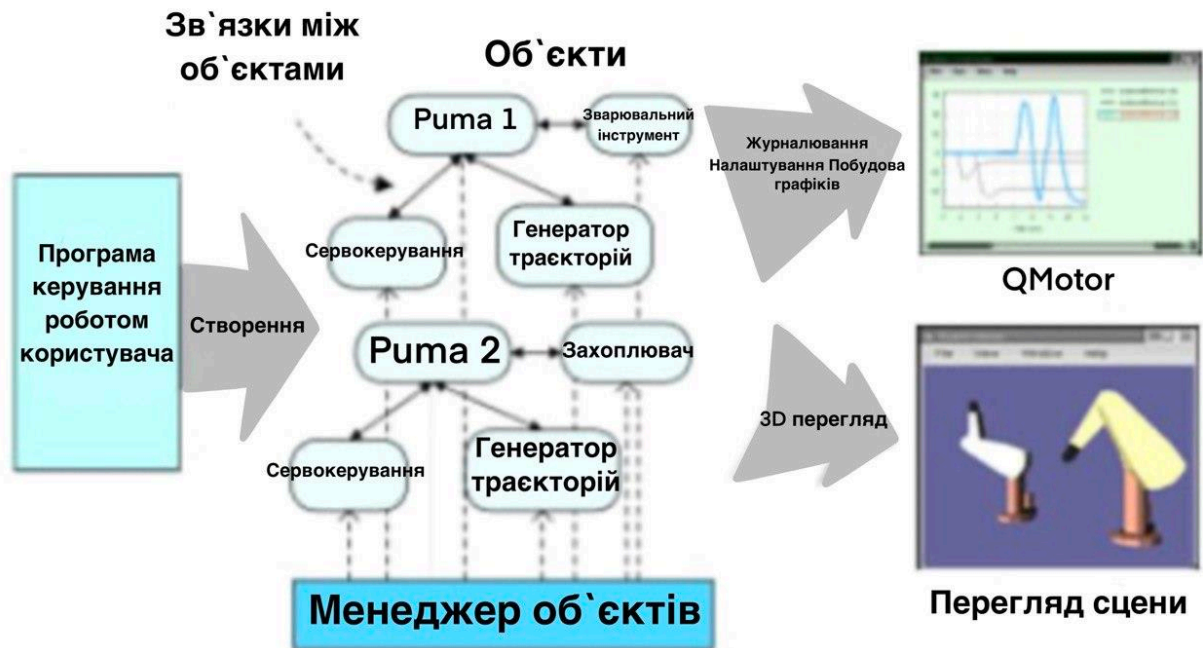 Зв`язки між
об`єктами
Об`єкти
Puma 1
Зварювальний
інструмент
Журналювання
Налаштування Побудова
графіків
QMotor
Програма
керування
роботом
користувача
Створення
Сервокерування
Генератор
траєкторій
Puma 2
Захоплювач
3D перегляд
Сервокерування
Генератор
траєкторій
Менеджер об`єктів
Перегляд сцени